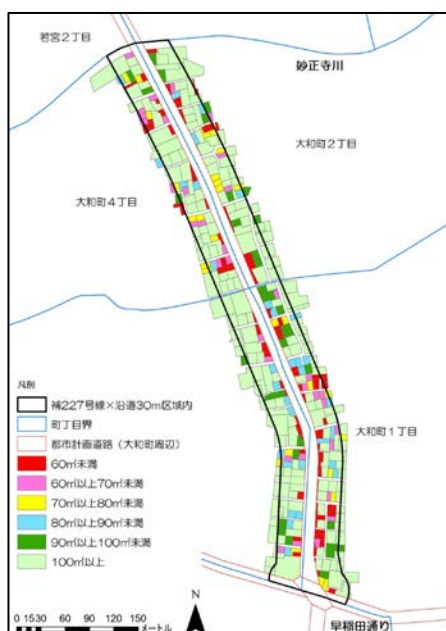 若宮2丁目
妙正寺川
大和町2丁目
大和町4丁目
大和町1丁目
凡例
補227号線×沿道30m区域内
町丁目界
都市計画道路（大和町周辺）
60㎡未満
60㎡以上70㎡未満
70㎡以上80㎡未満
80㎡以上90㎡未満
90㎡以上100㎡未満
100㎡以上
N
0 15 30 60 90 120 150 メートル
早稲田通り